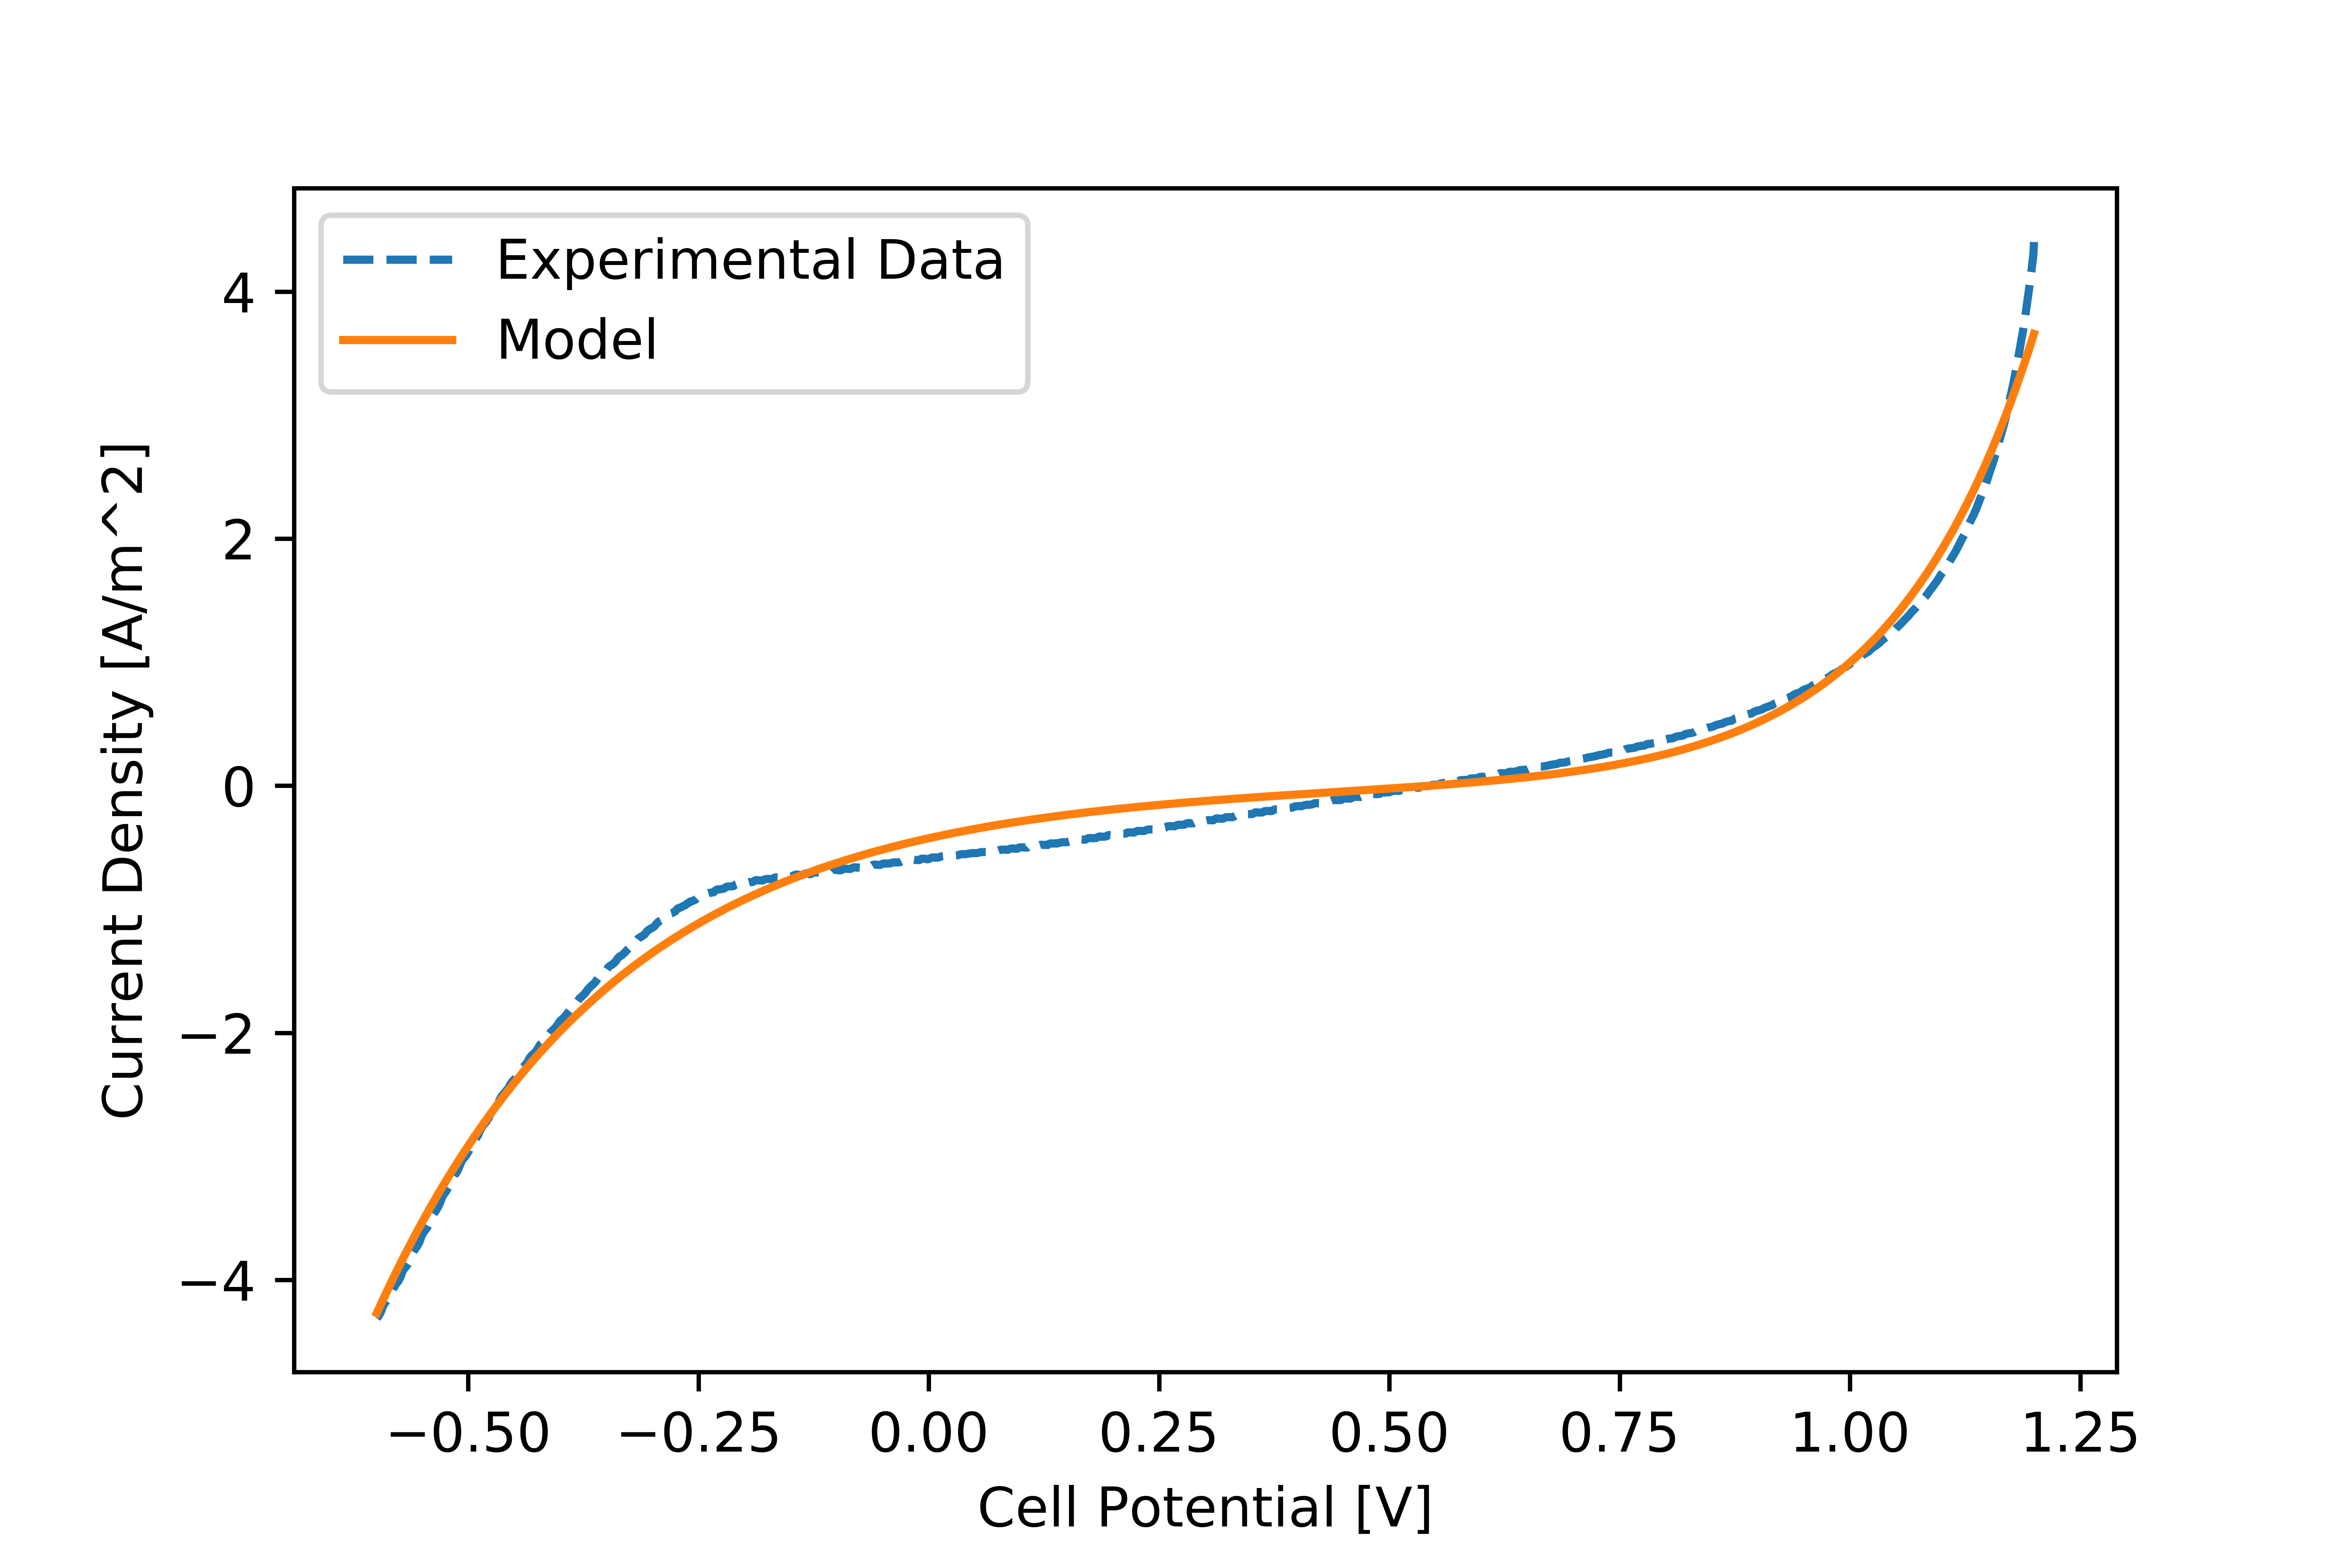 Experimental Data
Model
4
2
0
−2
−4
Current Density [A/m^2]
−0.50 −0.25 0.00 0.25 0.50 0.75 1.00 1.25
Cell Potential [V]